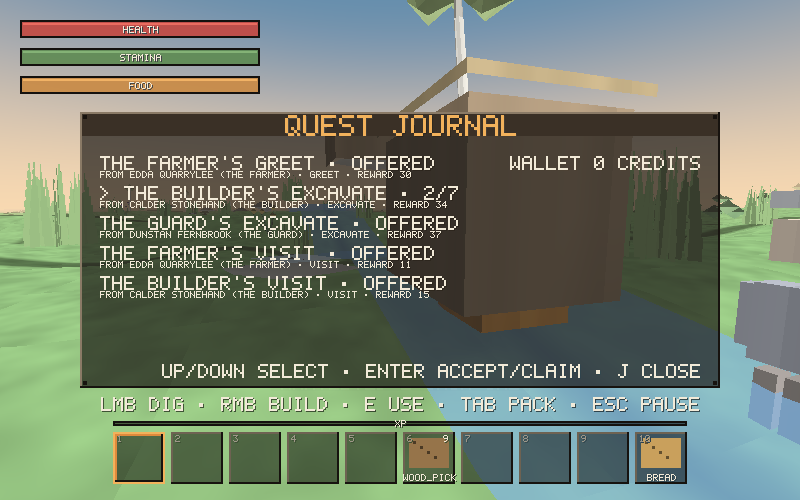 HEALTH
STAMINA
FOOD
QUEST JOURNAL
THE FARMER'S GREET · OFFERED
WALLET 0 CREDITS
FROM EDDA QUARRYLEE (THE FARMER) · GREET · REWARD 30
> THE BUILDER'S EXCAVATE · 2/7
FROM CALDER STONEHAND (THE BUILDER) · EXCAVATE · REWARD 34
THE GUARD'S EXCAVATE · OFFERED
FROM DUNSTAN FERNBROOK (THE GUARD) · EXCAVATE · REWARD 37
THE FARMER'S VISIT · OFFERED
FROM EDDA QUARRYLEE (THE FARMER) · VISIT · REWARD 11
THE BUILDER'S VISIT · OFFERED
FROM CALDER STONEHAND (THE BUILDER) · VISIT · REWARD 15
UP/DOWN SELECT · ENTER ACCEPT/CLAIM · J CLOSE
LMB DIG · RMB BUILD · E USE · TAB PACK · ESC PAUSE
XP
1 2 3 4 5 6 9 7 8 9 10
WOOD_PICK BREAD